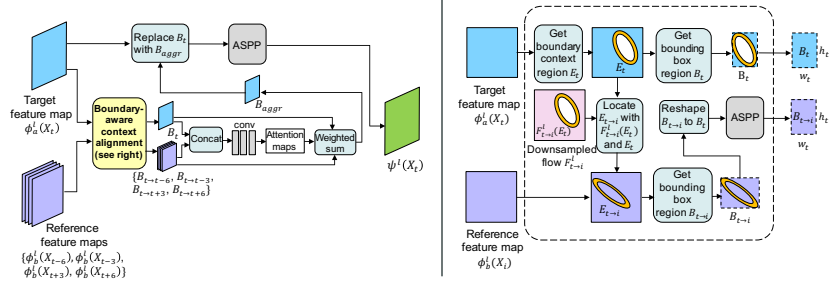 Replace B_t
with B_aggr
ASPP
Target
feature map
ϕ_a^l(X_t)
Boundary-
aware
context
alignment
(see right)
B_t
B_aggr
Concat
conv
Attention
maps
Weighted
sum
{B_{t→t−6}, B_{t→t−3},
B_{t→t+3}, B_{t→t+6}}
ψ^l(X_t)
Reference
feature maps
{ϕ_b^l(X_{t−6}), ϕ_b^l(X_{t−3}),
ϕ_b^l(X_{t+3}), ϕ_b^l(X_{t+6})}
Target
feature map
ϕ_a^l(X_t)
Get
boundary
context
region E_t
E_t
Get
bounding
box
region B_t
B_t
B_t
h_t
w_t
F_{t→i}^l(E_t)
Downsampled
flow F_{t→i}^l
Locate
E_{t→i} with
F_{t→i}^l(E_t)
and E_t
Reshape
B_{t→i} to B_t
ASPP
B_{t→i}
h_t
w_t
Reference
feature map
ϕ_b^l(X_i)
E_{t→i}
Get
bounding
box
region B_{t→i}
B_{t→i}